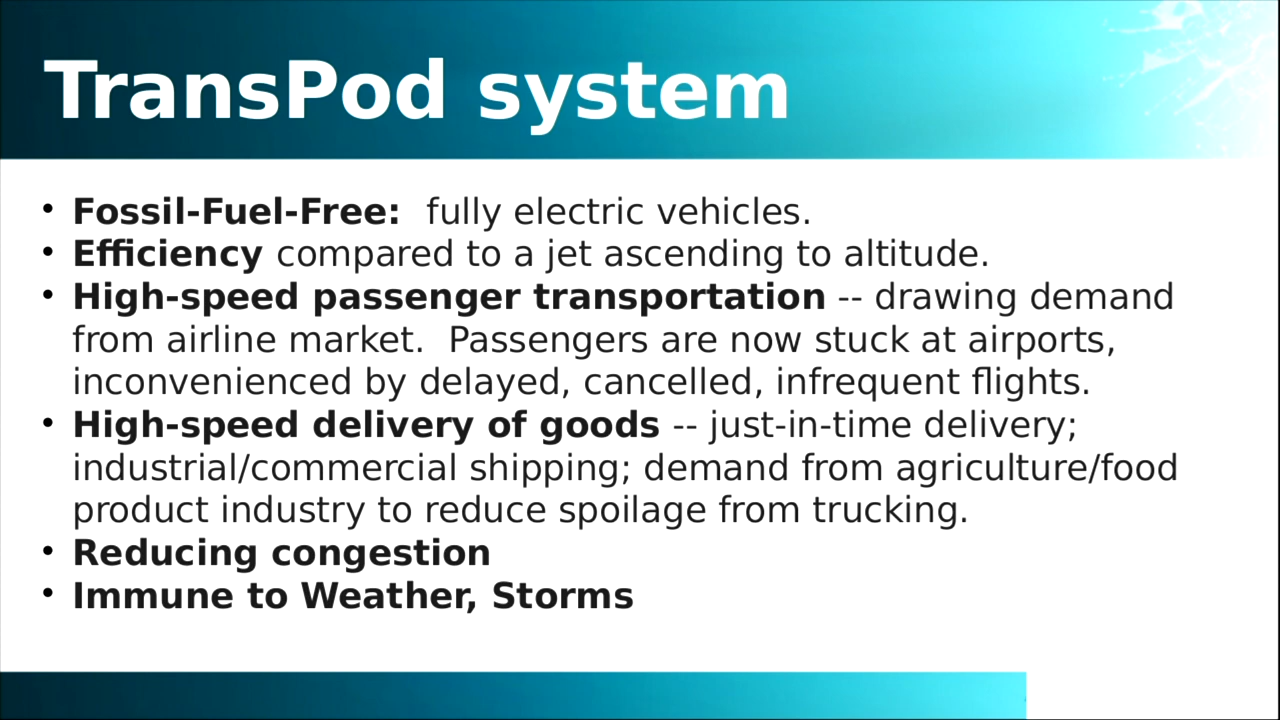 TransPod system
• Fossil-Fuel-Free:  fully electric vehicles.
• Efficiency compared to a jet ascending to altitude.
• High-speed passenger transportation -- drawing demand
from airline market.  Passengers are now stuck at airports,
inconvenienced by delayed, cancelled, infrequent flights.
• High-speed delivery of goods -- just-in-time delivery;
industrial/commercial shipping; demand from agriculture/food
product industry to reduce spoilage from trucking.
• Reducing congestion
• Immune to Weather, Storms